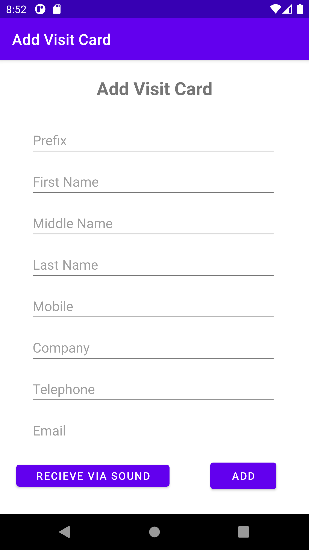 8:52
Add Visit Card
Add Visit Card
Prefix
First Name
Middle Name
Last Name
Mobile
Company
Telephone
Email
RECIEVE VIA SOUND
ADD